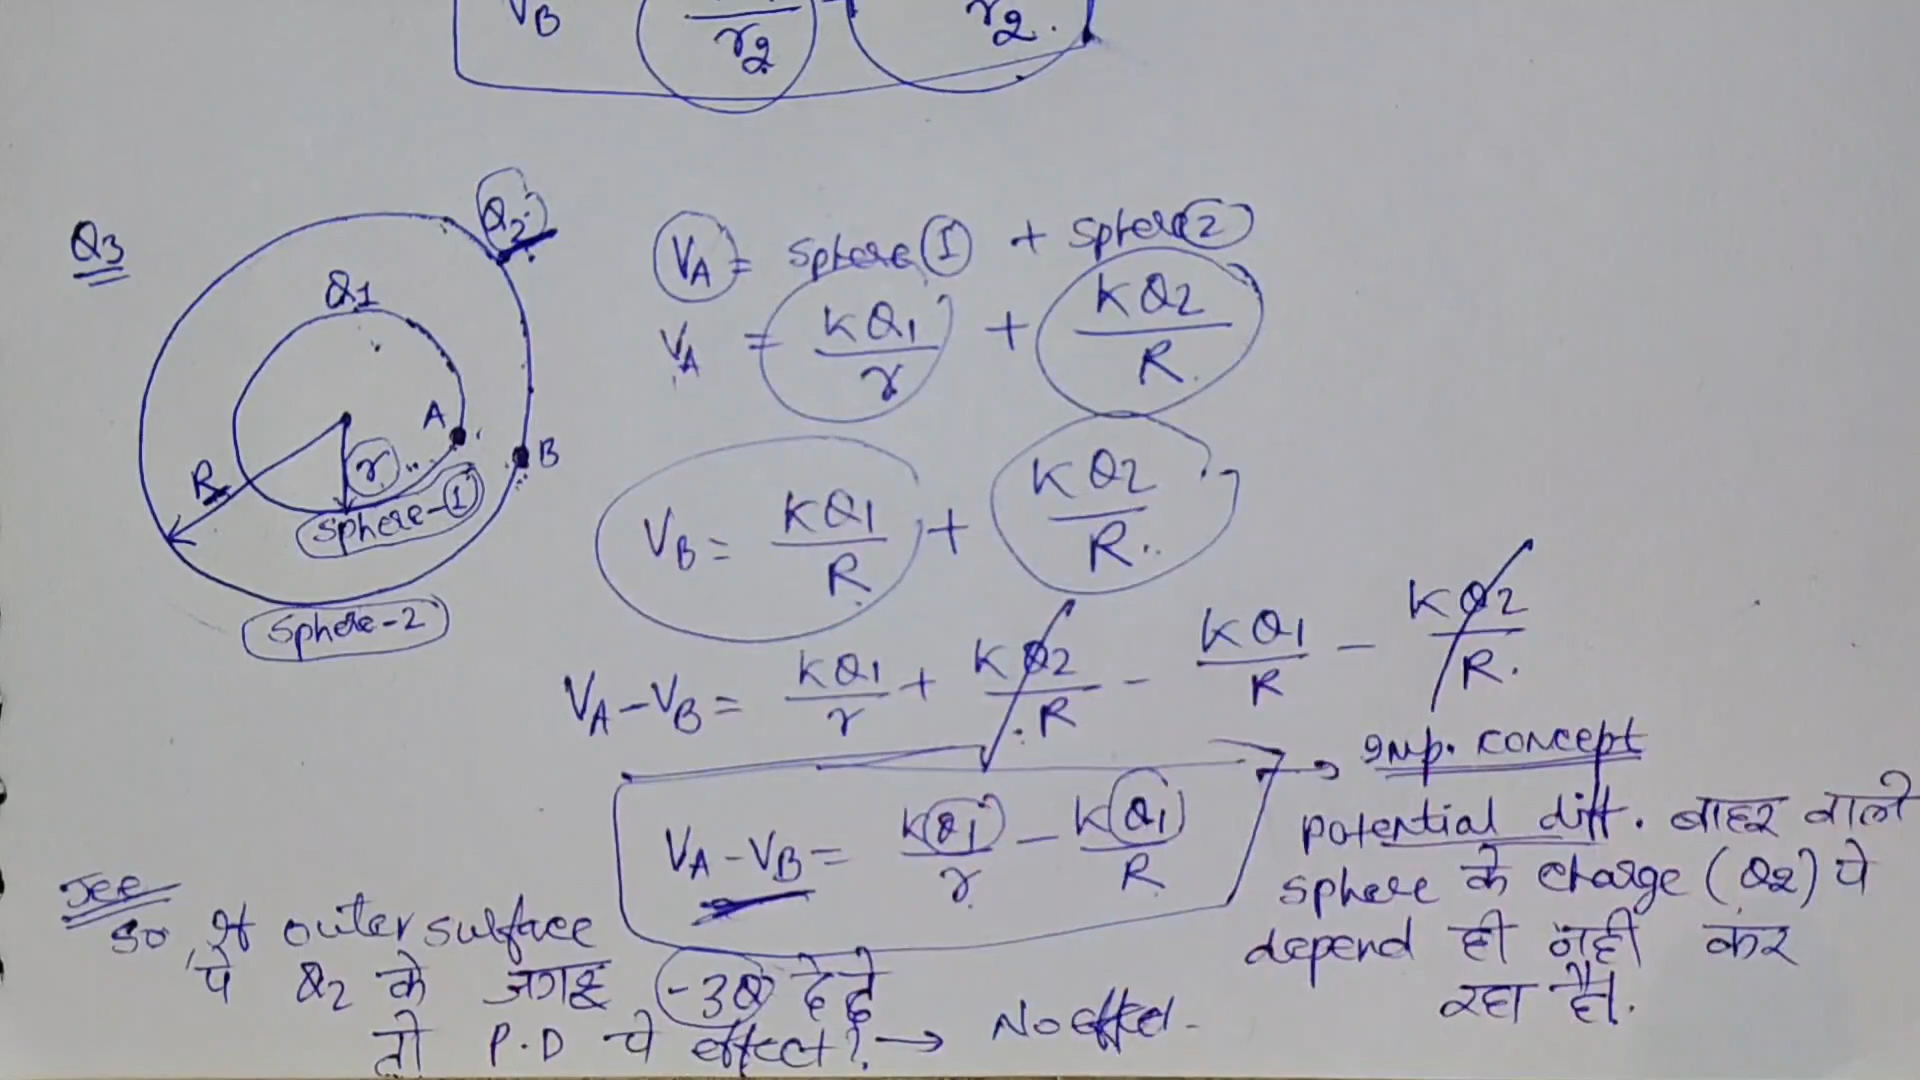 VB r2 r2.
Q3
Q2
Q1
A
B
R
r
Sphere-1
Sphere-2
VA = sphere 1 + sphere 2
VA = KQ1/r + KQ2/R
VB = KQ1/R + KQ2/R
VA-VB = KQ1/r + KQ2/R - KQ1/R - KQ2/R
VA-VB = KQ1/r - KQ1/R
→ Imp. concept
potential diff. बाहर वाली
sphere के charge (Q2) पे
depend ही नहीं कर
रहा है।
JEE
so, If outer surface
पे Q2 के जगह -3Q दे दे
तो P.D पे effect? → No effect.